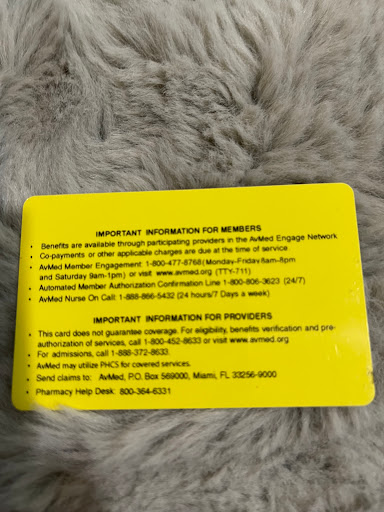 IMPORTANT INFORMATION FOR MEMBERS
• Benefits are available through participating providers in the AvMed Engage Network
• Co-payments or other applicable charges are due at the time of service.
• AvMed Member Engagement: 1-800-477-8768 (Monday-Friday 8am-8pm
and Saturday 9am-1pm) or visit www.avmed.org (TTY-711)
• Automated Member Authorization Confirmation Line 1-800-806-3623 (24/7)
• AvMed Nurse On Call: 1-888-866-5432 (24 hours/7 Days a week)
IMPORTANT INFORMATION FOR PROVIDERS
• This card does not guarantee coverage. For eligibility, benefits verification and pre-
authorization of services, call 1-800-452-8633 or visit www.avmed.org
• For admissions, call 1-888-372-8633.
• AvMed may utilize PHCS for covered services.
• Send claims to: AvMed, P.O. Box 569000, Miami, FL 33256-9000
• Pharmacy Help Desk: 800-364-6331